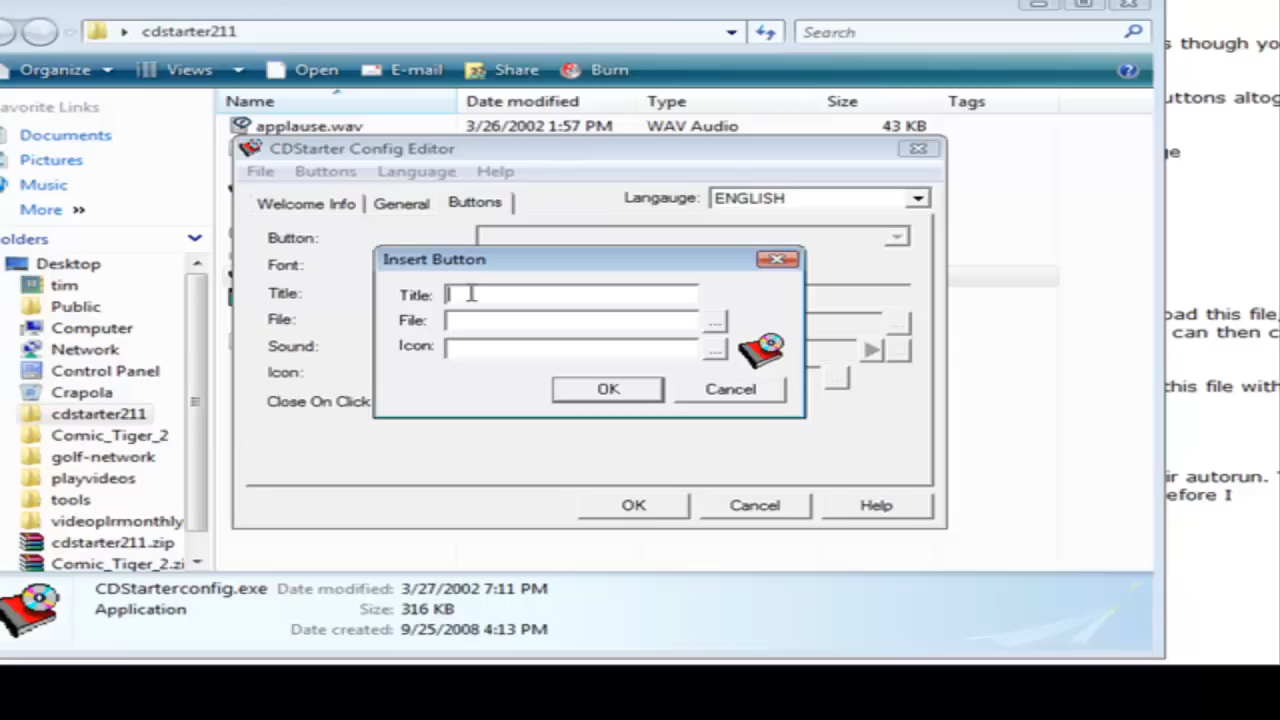 cdstarter211
Search
s though yo
Organize Views Open E-mail Share Burn
uttons altog
avorite Links
Name Date modified Type Size Tags
Documents
applause.wav 3/26/2002 1:57 PM WAV Audio 43 KB
ge
Pictures
CDStarter Config Editor
Music
File Buttons Language Help
More »
Welcome Info General Buttons Langauge: ENGLISH
olders
Button:
Desktop
Font:
Insert Button
tim
Title:
Title:
Public
File:
File:
oad this file,
Computer
can then c
Network
Sound:
Icon:
Control Panel
Icon:
this file with
Crapola
Close On Click
OK Cancel
cdstarter211
Comic_Tiger_2
golf-network
playvideos
ir autorun. T
tools
efore I
OK Cancel Help
videoplrmonthly
cdstarter211.zip
Comic_Tiger_2.zi
CDStarterconfig.exe Date modified: 3/27/2002 7:11 PM
Application Size: 316 KB
Date created: 9/25/2008 4:13 PM